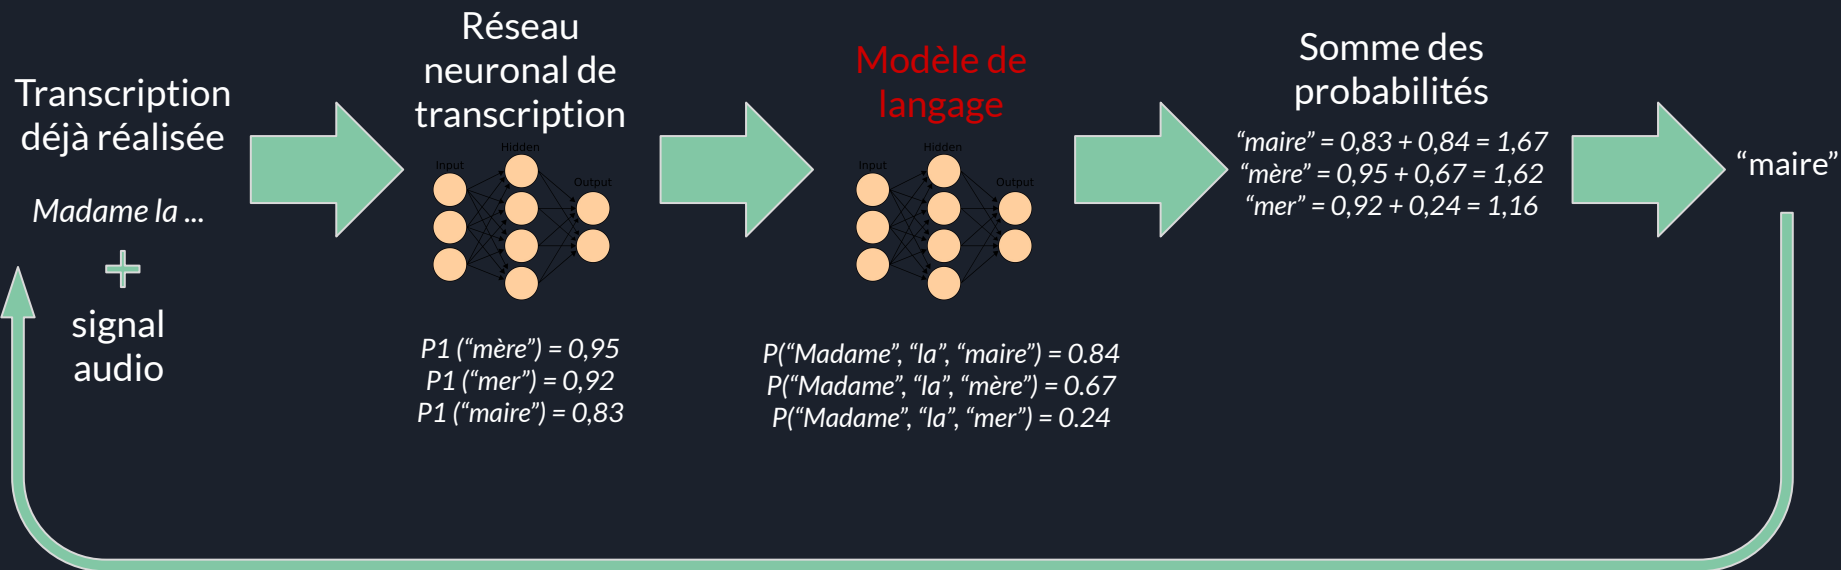 Transcription
déjà réalisée
Madame la ...
+
signal
audio
Réseau
neuronal de
transcription
Input
Hidden
Output
P1 (“mère”) = 0,95
P1 (“mer”) = 0,92
P1 (“maire”) = 0,83
Modèle de
langage
Input
Hidden
Output
P(“Madame”, “la”, “maire”) = 0.84
P(“Madame”, “la”, “mère”) = 0.67
P(“Madame”, “la”, “mer”) = 0.24
Somme des
probabilités
“maire” = 0,83 + 0,84 = 1,67
“mère” = 0,95 + 0,67 = 1,62
“mer” = 0,92 + 0,24 = 1,16
“maire”